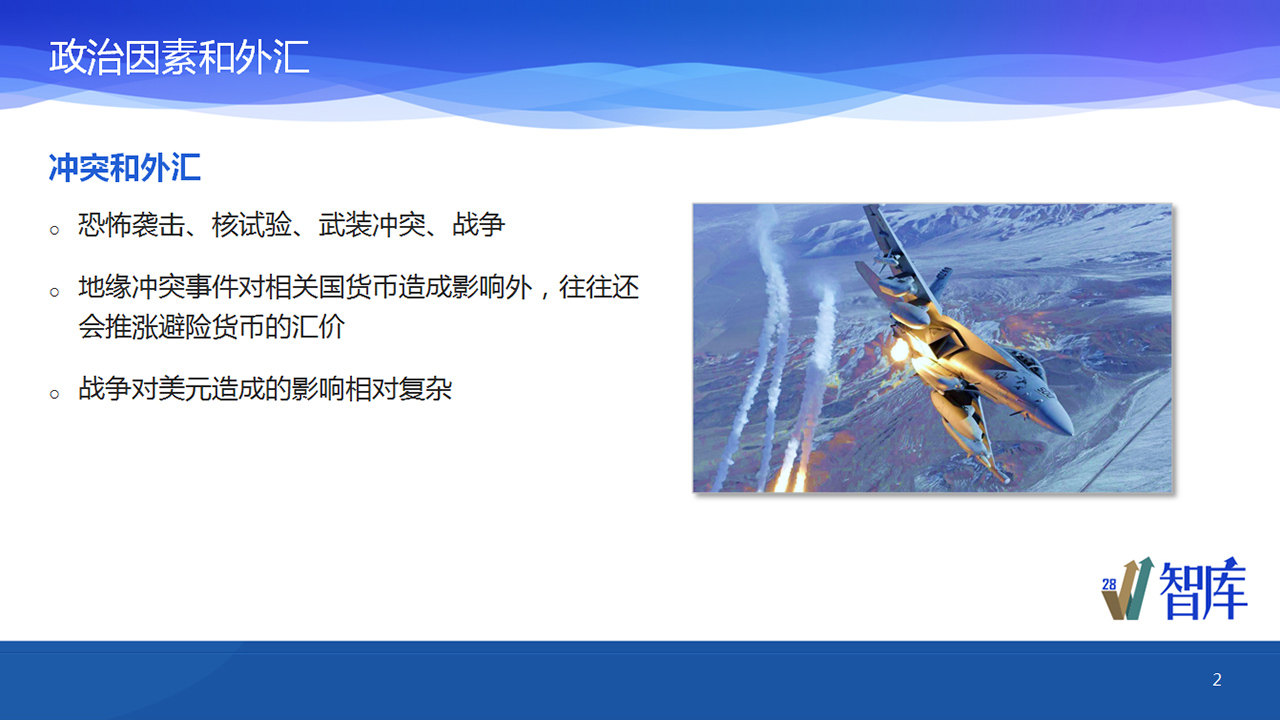 政治因素和外汇
冲突和外汇
恐怖袭击、核试验、武装冲突、战争
地缘冲突事件对相关国货币造成影响外，往往还
会推涨避险货币的汇价
战争对美元造成的影响相对复杂
28
智库
2